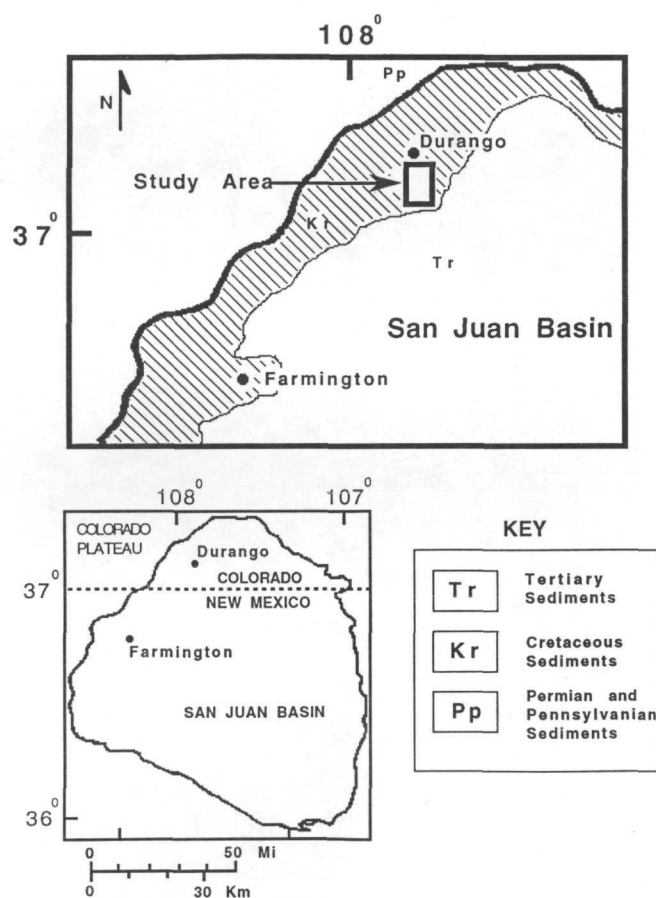 108°
Pp
N
Durango
Study Area
37°
Kr
Tr
San Juan Basin
Farmington
108° 107°
COLORADO
PLATEAU
Durango
37°
COLORADO
NEW MEXICO
Farmington
SAN JUAN BASIN
36°
0 50 Mi
0 30 Km
KEY
Tr Tertiary
Sediments
Kr Cretaceous
Sediments
Pp Permian and
Pennsylvanian
Sediments